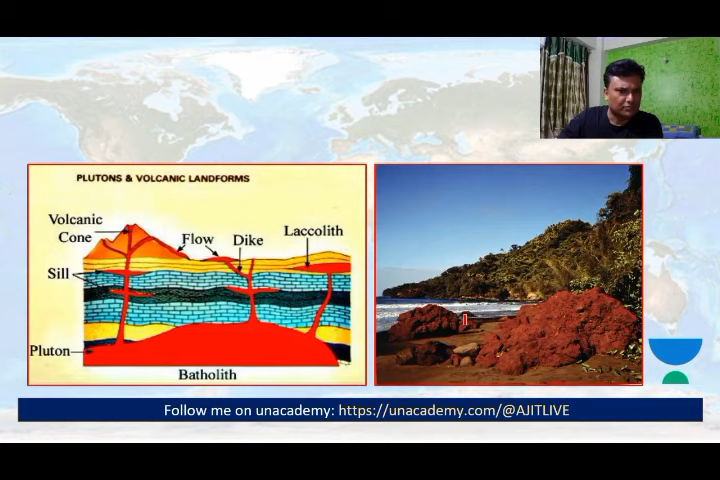 PLUTONS & VOLCANIC LANDFORMS
Volcanic
Cone
Flow
Dike
Laccolith
Sill
Pluton
Batholith
Follow me on unacademy: https://unacademy.com/@AJITLIVE